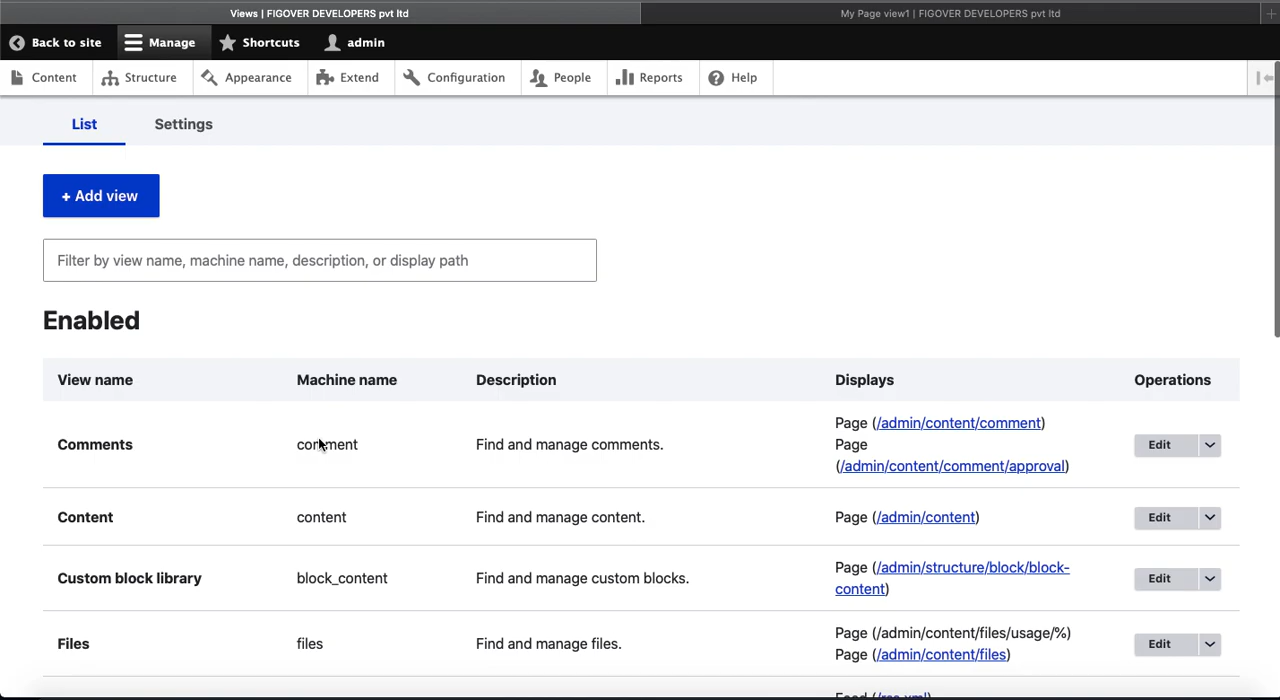 Views | FIGOVER DEVELOPERS pvt ltd
My Page view1 | FIGOVER DEVELOPERS pvt ltd
Back to site
Manage
Shortcuts
admin
Content
Structure
Appearance
Extend
Configuration
People
Reports
Help
List
Settings
+ Add view
Filter by view name, machine name, description, or display path
Enabled
View name
Machine name
Description
Displays
Operations
Comments
comment
Find and manage comments.
Page (/admin/content/comment)
Page
(/admin/content/comment/approval)
Edit
Content
content
Find and manage content.
Page (/admin/content)
Edit
Custom block library
block_content
Find and manage custom blocks.
Page (/admin/structure/block/block-
content)
Edit
Files
files
Find and manage files.
Page (/admin/content/files/usage/%)
Page (/admin/content/files)
Edit
Feed (/rss.xml)